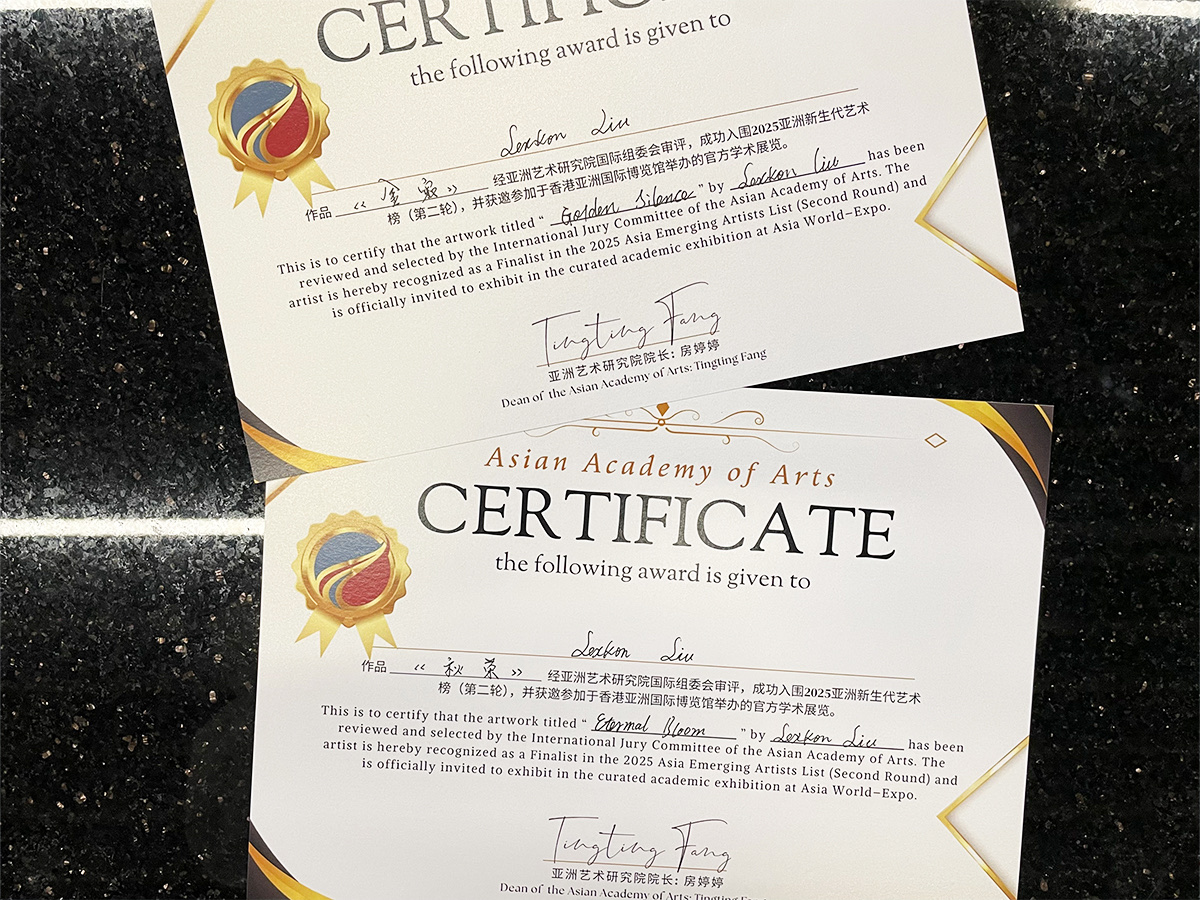 CERTIFIC
the following award is given to
Lexkon Liu
作品 《金寂》 经亚洲艺术研究院国际组委会审评，成功入围2025亚洲新生代艺术
榜（第二轮），并获邀参加于香港亚洲国际博览馆举办的官方学术展览。
This is to certify that the artwork titled “ Golden Silence ” by Lexkon Liu has been
reviewed and selected by the International Jury Committee of the Asian Academy of Arts. The
artist is hereby recognized as a Finalist in the 2025 Asia Emerging Artists List (Second Round) and
is officially invited to exhibit in the curated academic exhibition at Asia World-Expo.
Tingting Fang
亚洲艺术研究院院长：房婷婷
Dean of the Asian Academy of Arts: Tingting Fang
Asian Academy of Arts
CERTIFICATE
the following award is given to
Lexkon Liu
作品 《秋荣》 经亚洲艺术研究院国际组委会审评，成功入围2025亚洲新生代艺术
榜（第二轮），并获邀参加于香港亚洲国际博览馆举办的官方学术展览。
This is to certify that the artwork titled “ Eternal Bloom ” by Lexkon Liu has been
reviewed and selected by the International Jury Committee of the Asian Academy of Arts. The
artist is hereby recognized as a Finalist in the 2025 Asia Emerging Artists List (Second Round) and
is officially invited to exhibit in the curated academic exhibition at Asia World-Expo.
Tingting Fang
亚洲艺术研究院院长：房婷婷
Dean of the Asian Academy of Arts: Tingting Fang